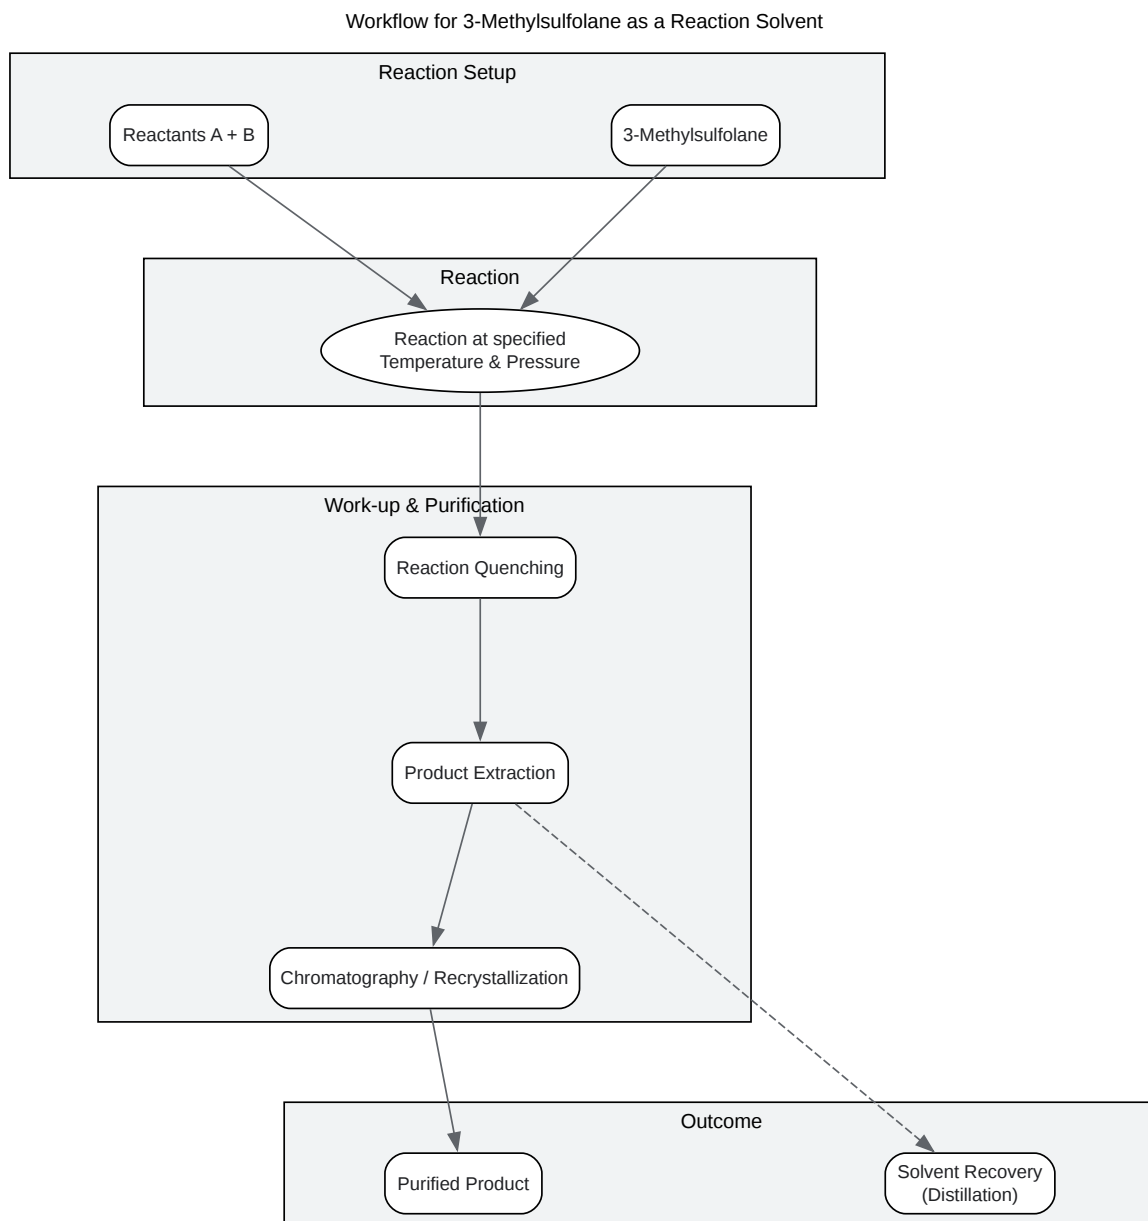 Workflow for 3-Methylsulfolane as a Reaction Solvent
Reaction Setup
Reactants A + B
3-Methylsulfolane
Reaction
Reaction at specified
Temperature & Pressure
Work-up & Purification
Reaction Quenching
Product Extraction
Chromatography / Recrystallization
Outcome
Purified Product
Solvent Recovery
(Distillation)